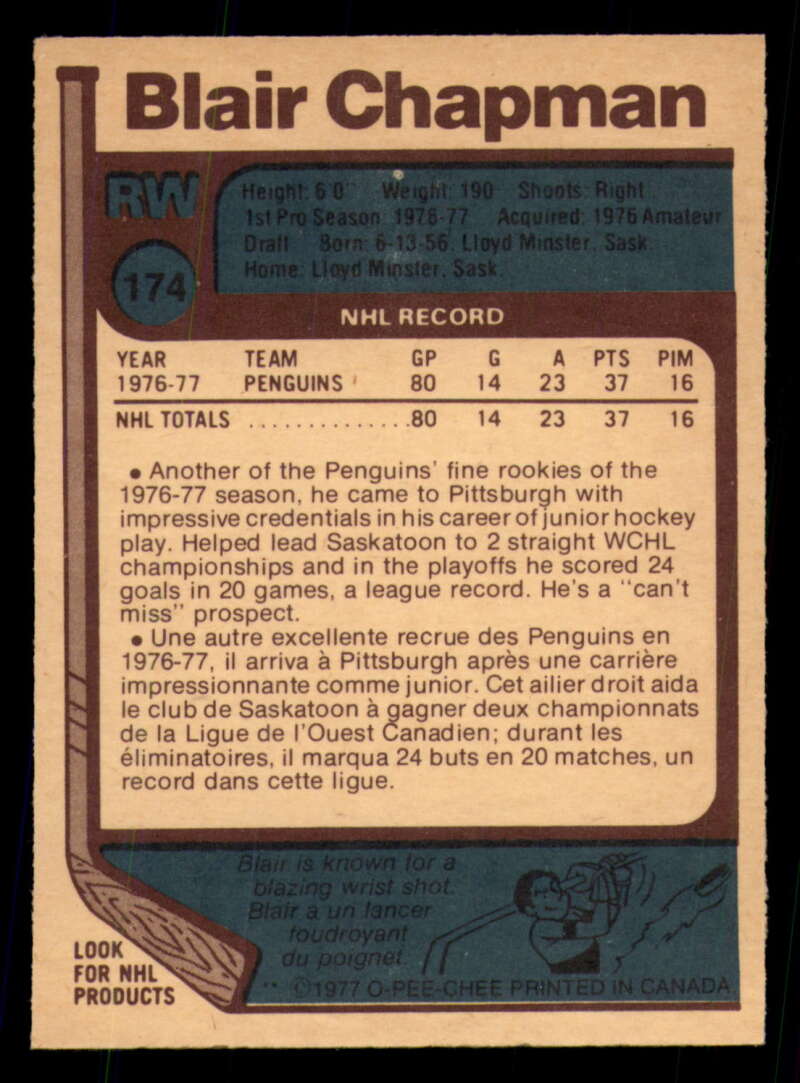 Blair Chapman
RW
Height: 6'0" Weight: 190 Shoots: Right
1st Pro Season: 1976-77 Acquired: 1976 Amateur
Draft Born: 6-13-56, Lloyd Minster, Sask.
Home: Lloyd Minster, Sask.
174
NHL RECORD
YEAR TEAM GP G A PTS PIM
1976-77 PENGUINS 80 14 23 37 16
NHL TOTALS ..............80 14 23 37 16
• Another of the Penguins' fine rookies of the
1976-77 season, he came to Pittsburgh with
impressive credentials in his career of junior hockey
play. Helped lead Saskatoon to 2 straight WCHL
championships and in the playoffs he scored 24
goals in 20 games, a league record. He's a "can't
miss" prospect.
• Une autre excellente recrue des Penguins en
1976-77, il arriva à Pittsburgh après une carrière
impressionnante comme junior. Cet ailier droit aida
le club de Saskatoon à gagner deux championnats
de la Ligue de l'Ouest Canadien; durant les
éliminatoires, il marqua 24 buts en 20 matches, un
record dans cette ligue.
Blair is known for a
blazing wrist shot.
Blair a un lancer
foudroyant
du poignet.
LOOK
FOR NHL
PRODUCTS
** ©1977 O-PEE-CHEE PRINTED IN CANADA